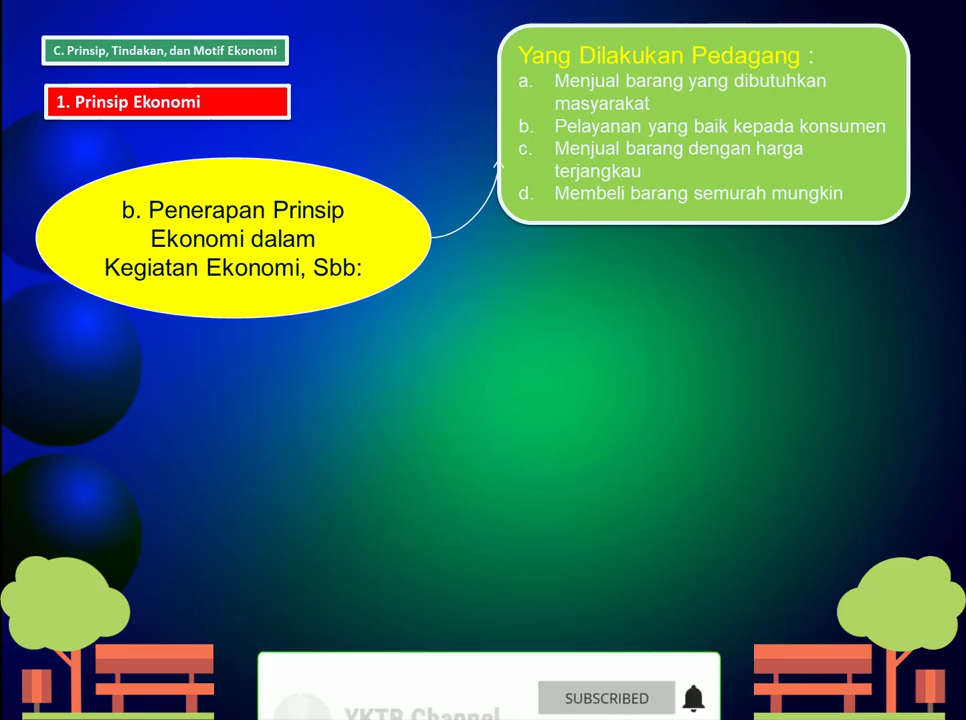 C. Prinsip, Tindakan, dan Motif Ekonomi
1. Prinsip Ekonomi
b. Penerapan Prinsip
Ekonomi dalam
Kegiatan Ekonomi, Sbb:
Yang Dilakukan Pedagang :
a. Menjual barang yang dibutuhkan
masyarakat
b. Pelayanan yang baik kepada konsumen
c. Menjual barang dengan harga
terjangkau
d. Membeli barang semurah mungkin
SUBSCRIBED
YKTB Channel